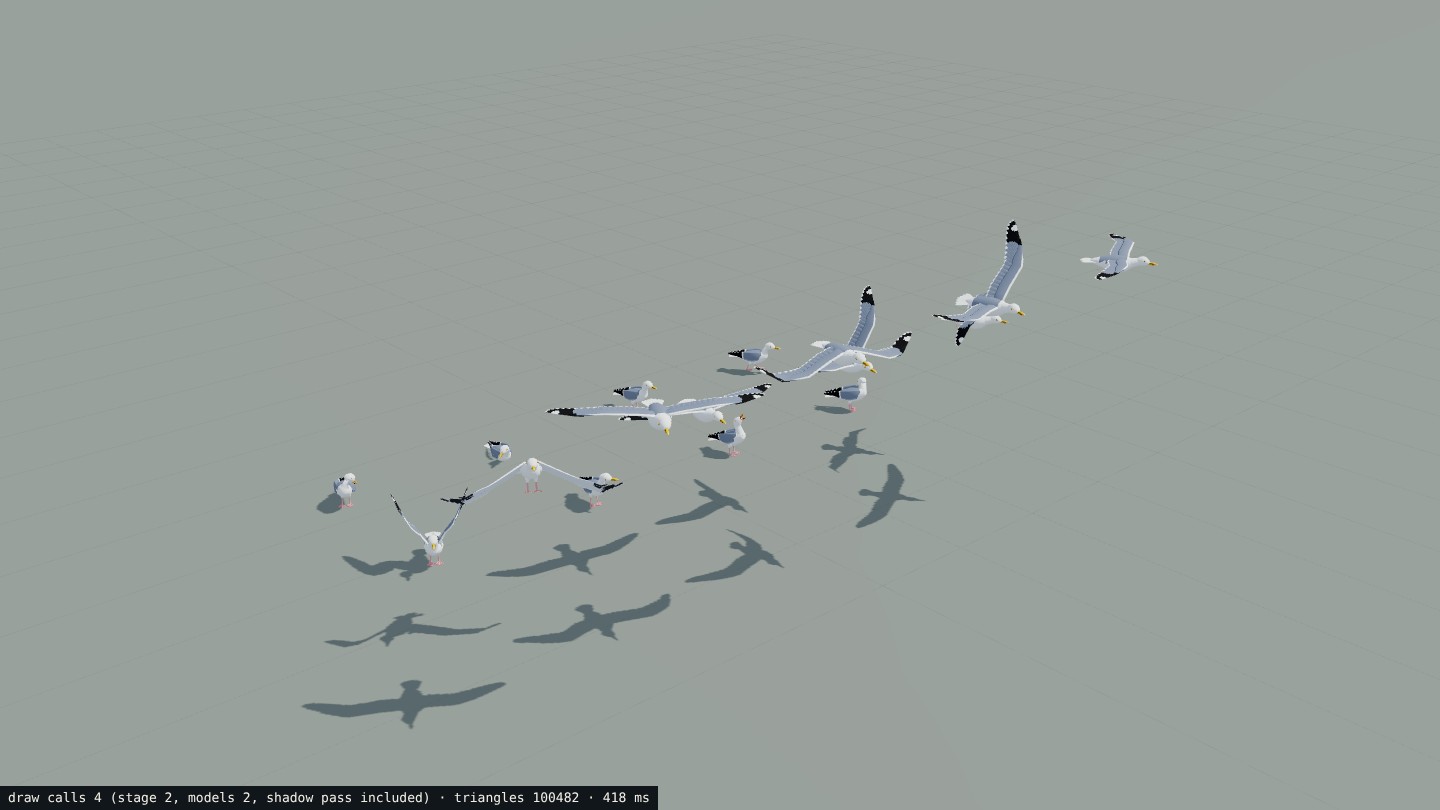 draw calls 4 (stage 2, models 2, shadow pass included) · triangles 100482 · 418 ms